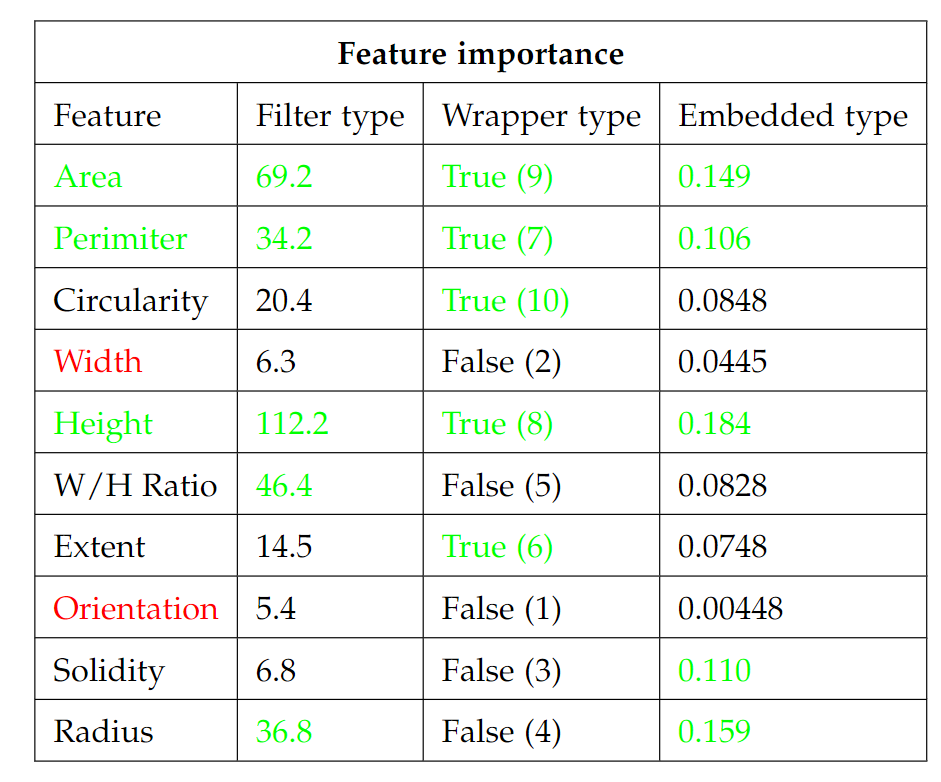 Feature importance
Feature Filter type Wrapper type Embedded type
Area 69.2 True (9) 0.149
Perimiter 34.2 True (7) 0.106
Circularity 20.4 True (10) 0.0848
Width 6.3 False (2) 0.0445
Height 112.2 True (8) 0.184
W/H Ratio 46.4 False (5) 0.0828
Extent 14.5 True (6) 0.0748
Orientation 5.4 False (1) 0.00448
Solidity 6.8 False (3) 0.110
Radius 36.8 False (4) 0.159